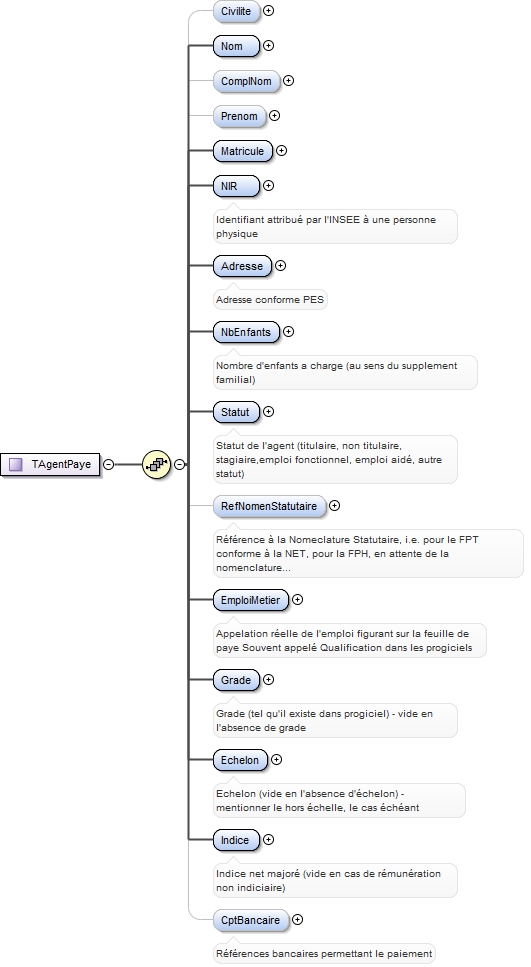 Civilite
Nom
ComplNom
Prenom
Matricule
NIR
Identifiant attribué par l'INSEE à une personne
physique
Adresse
Adresse conforme PES
NbEnfants
Nombre d'enfants a charge (au sens du supplement
familial)
Statut
Statut de l'agent (titulaire, non titulaire,
stagiaire,emploi fonctionnel, emploi aidé, autre
statut)
TAgentPaye
RefNomenStatutaire
Référence à la Nomeclature Statutaire, i.e. pour le FPT
conforme à la NET, pour la FPH, en attente de la
nomenclature...
EmploiMetier
Appelation réelle de l'emploi figurant sur la feuille de
paye Souvent appelé Qualification dans les progiciels
Grade
Grade (tel qu'il existe dans progiciel) - vide en
l'absence de grade
Echelon
Echelon (vide en l'absence d'échelon) -
mentionner le hors échelle, le cas échéant
Indice
Indice net majoré (vide en cas de rémunération
non indiciaire)
CptBancaire
Références bancaires permettant le paiement